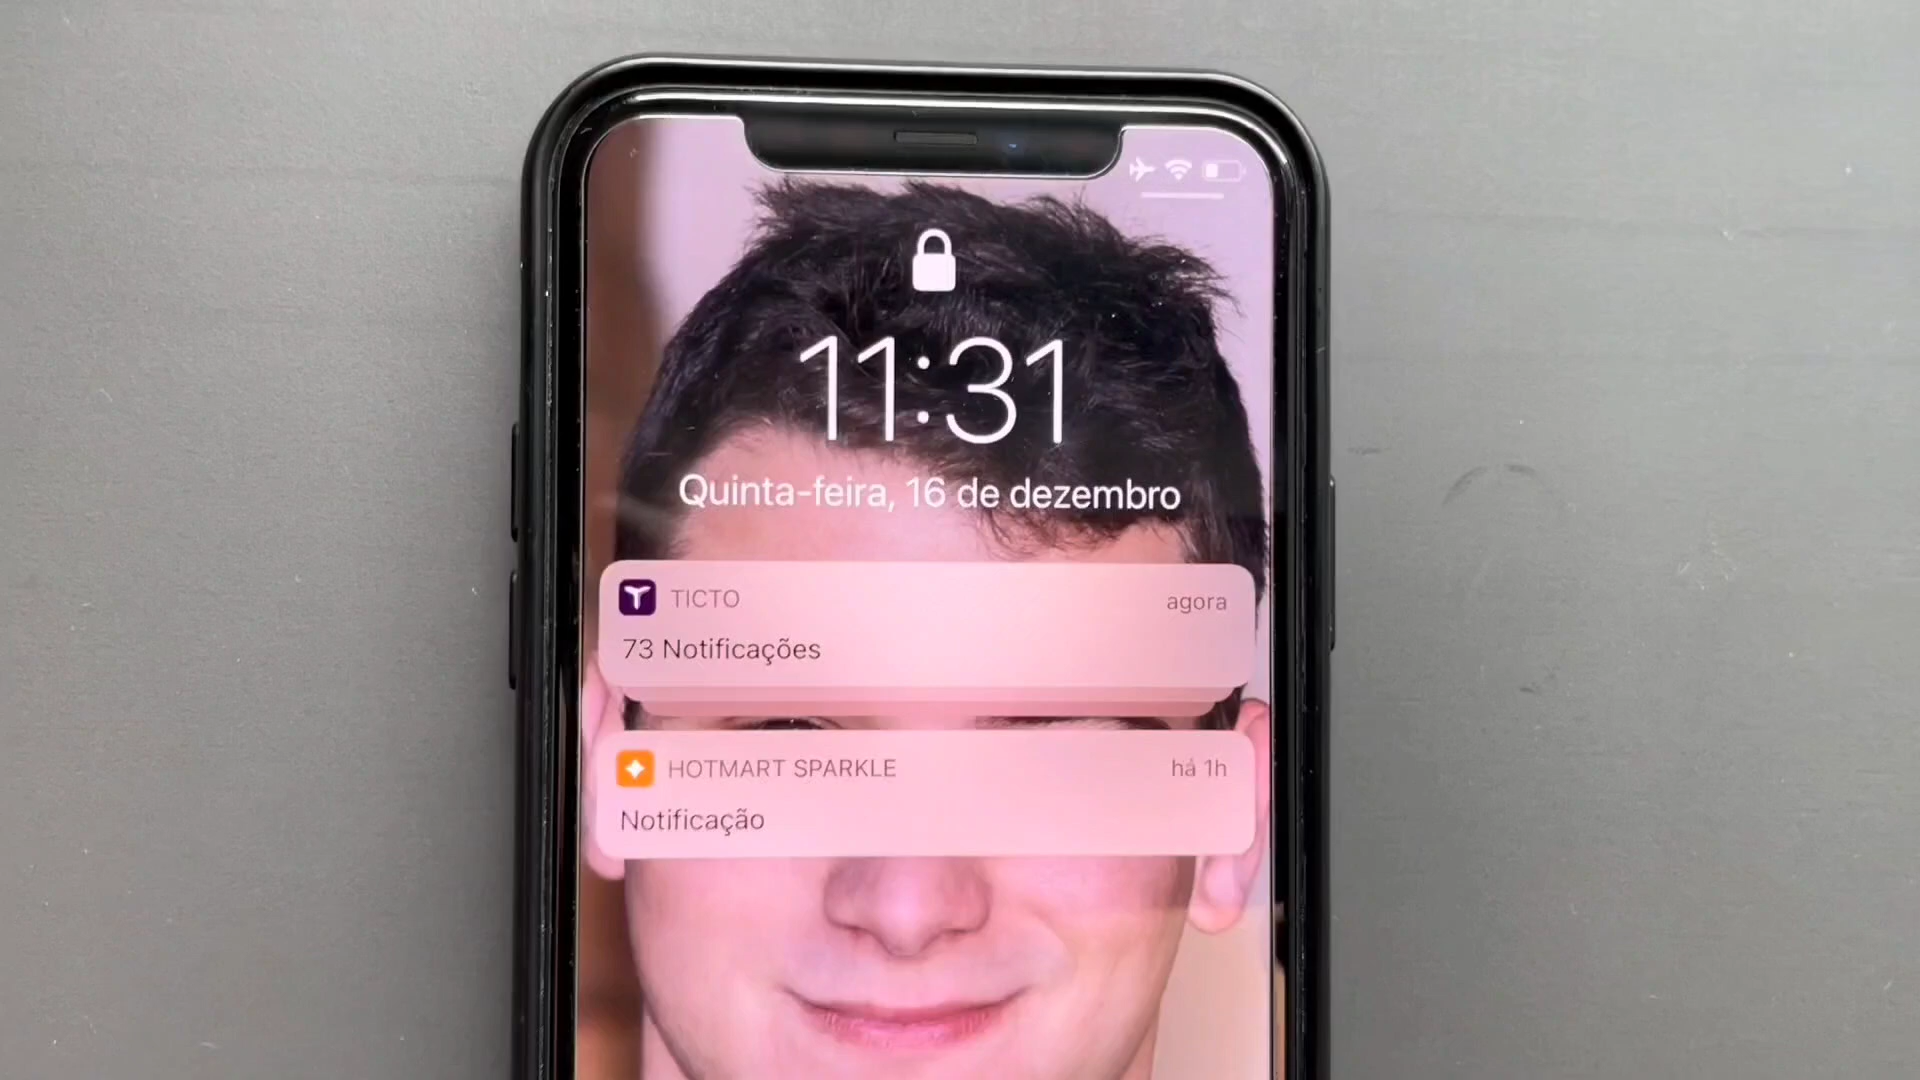 11:31
Quinta-feira, 16 de dezembro
TICTO agora
73 Notificações
HOTMART SPARKLE há 1h
Notificação